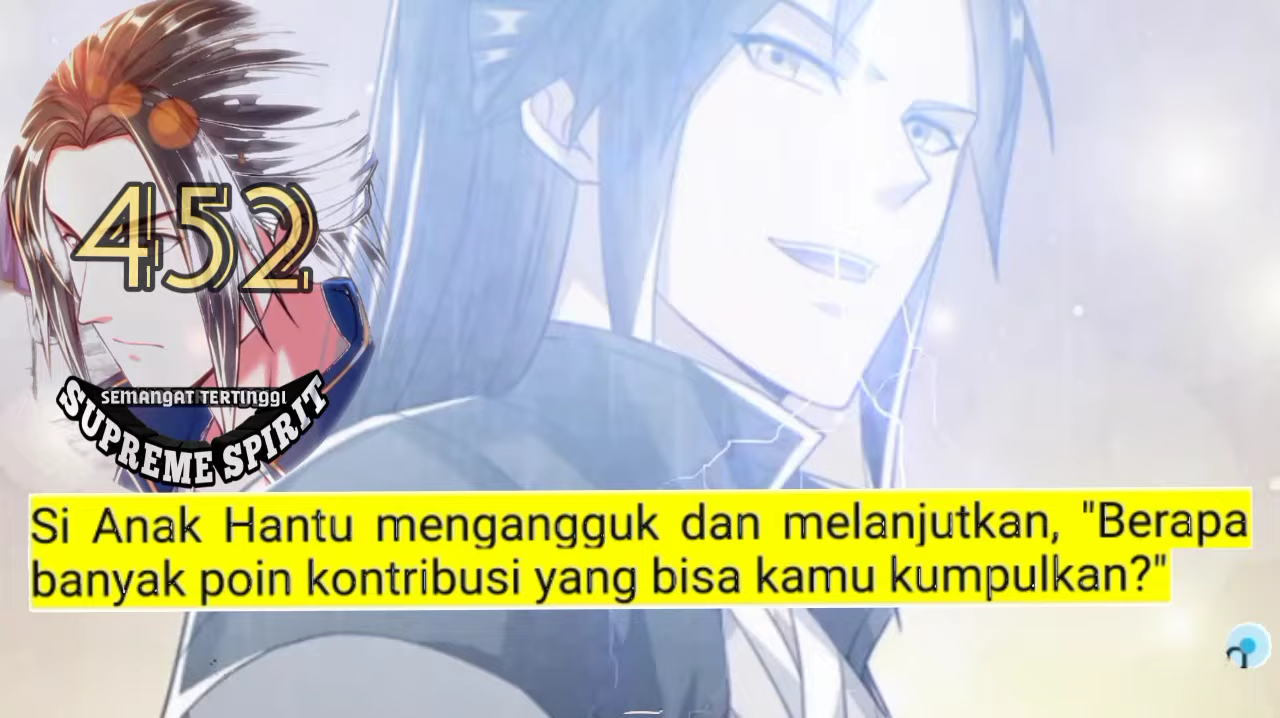 452
SEMANGAT TERTINGGI
SUPREME SPIRIT
Si Anak Hantu mengangguk dan melanjutkan, "Berapa
banyak poin kontribusi yang bisa kamu kumpulkan?"